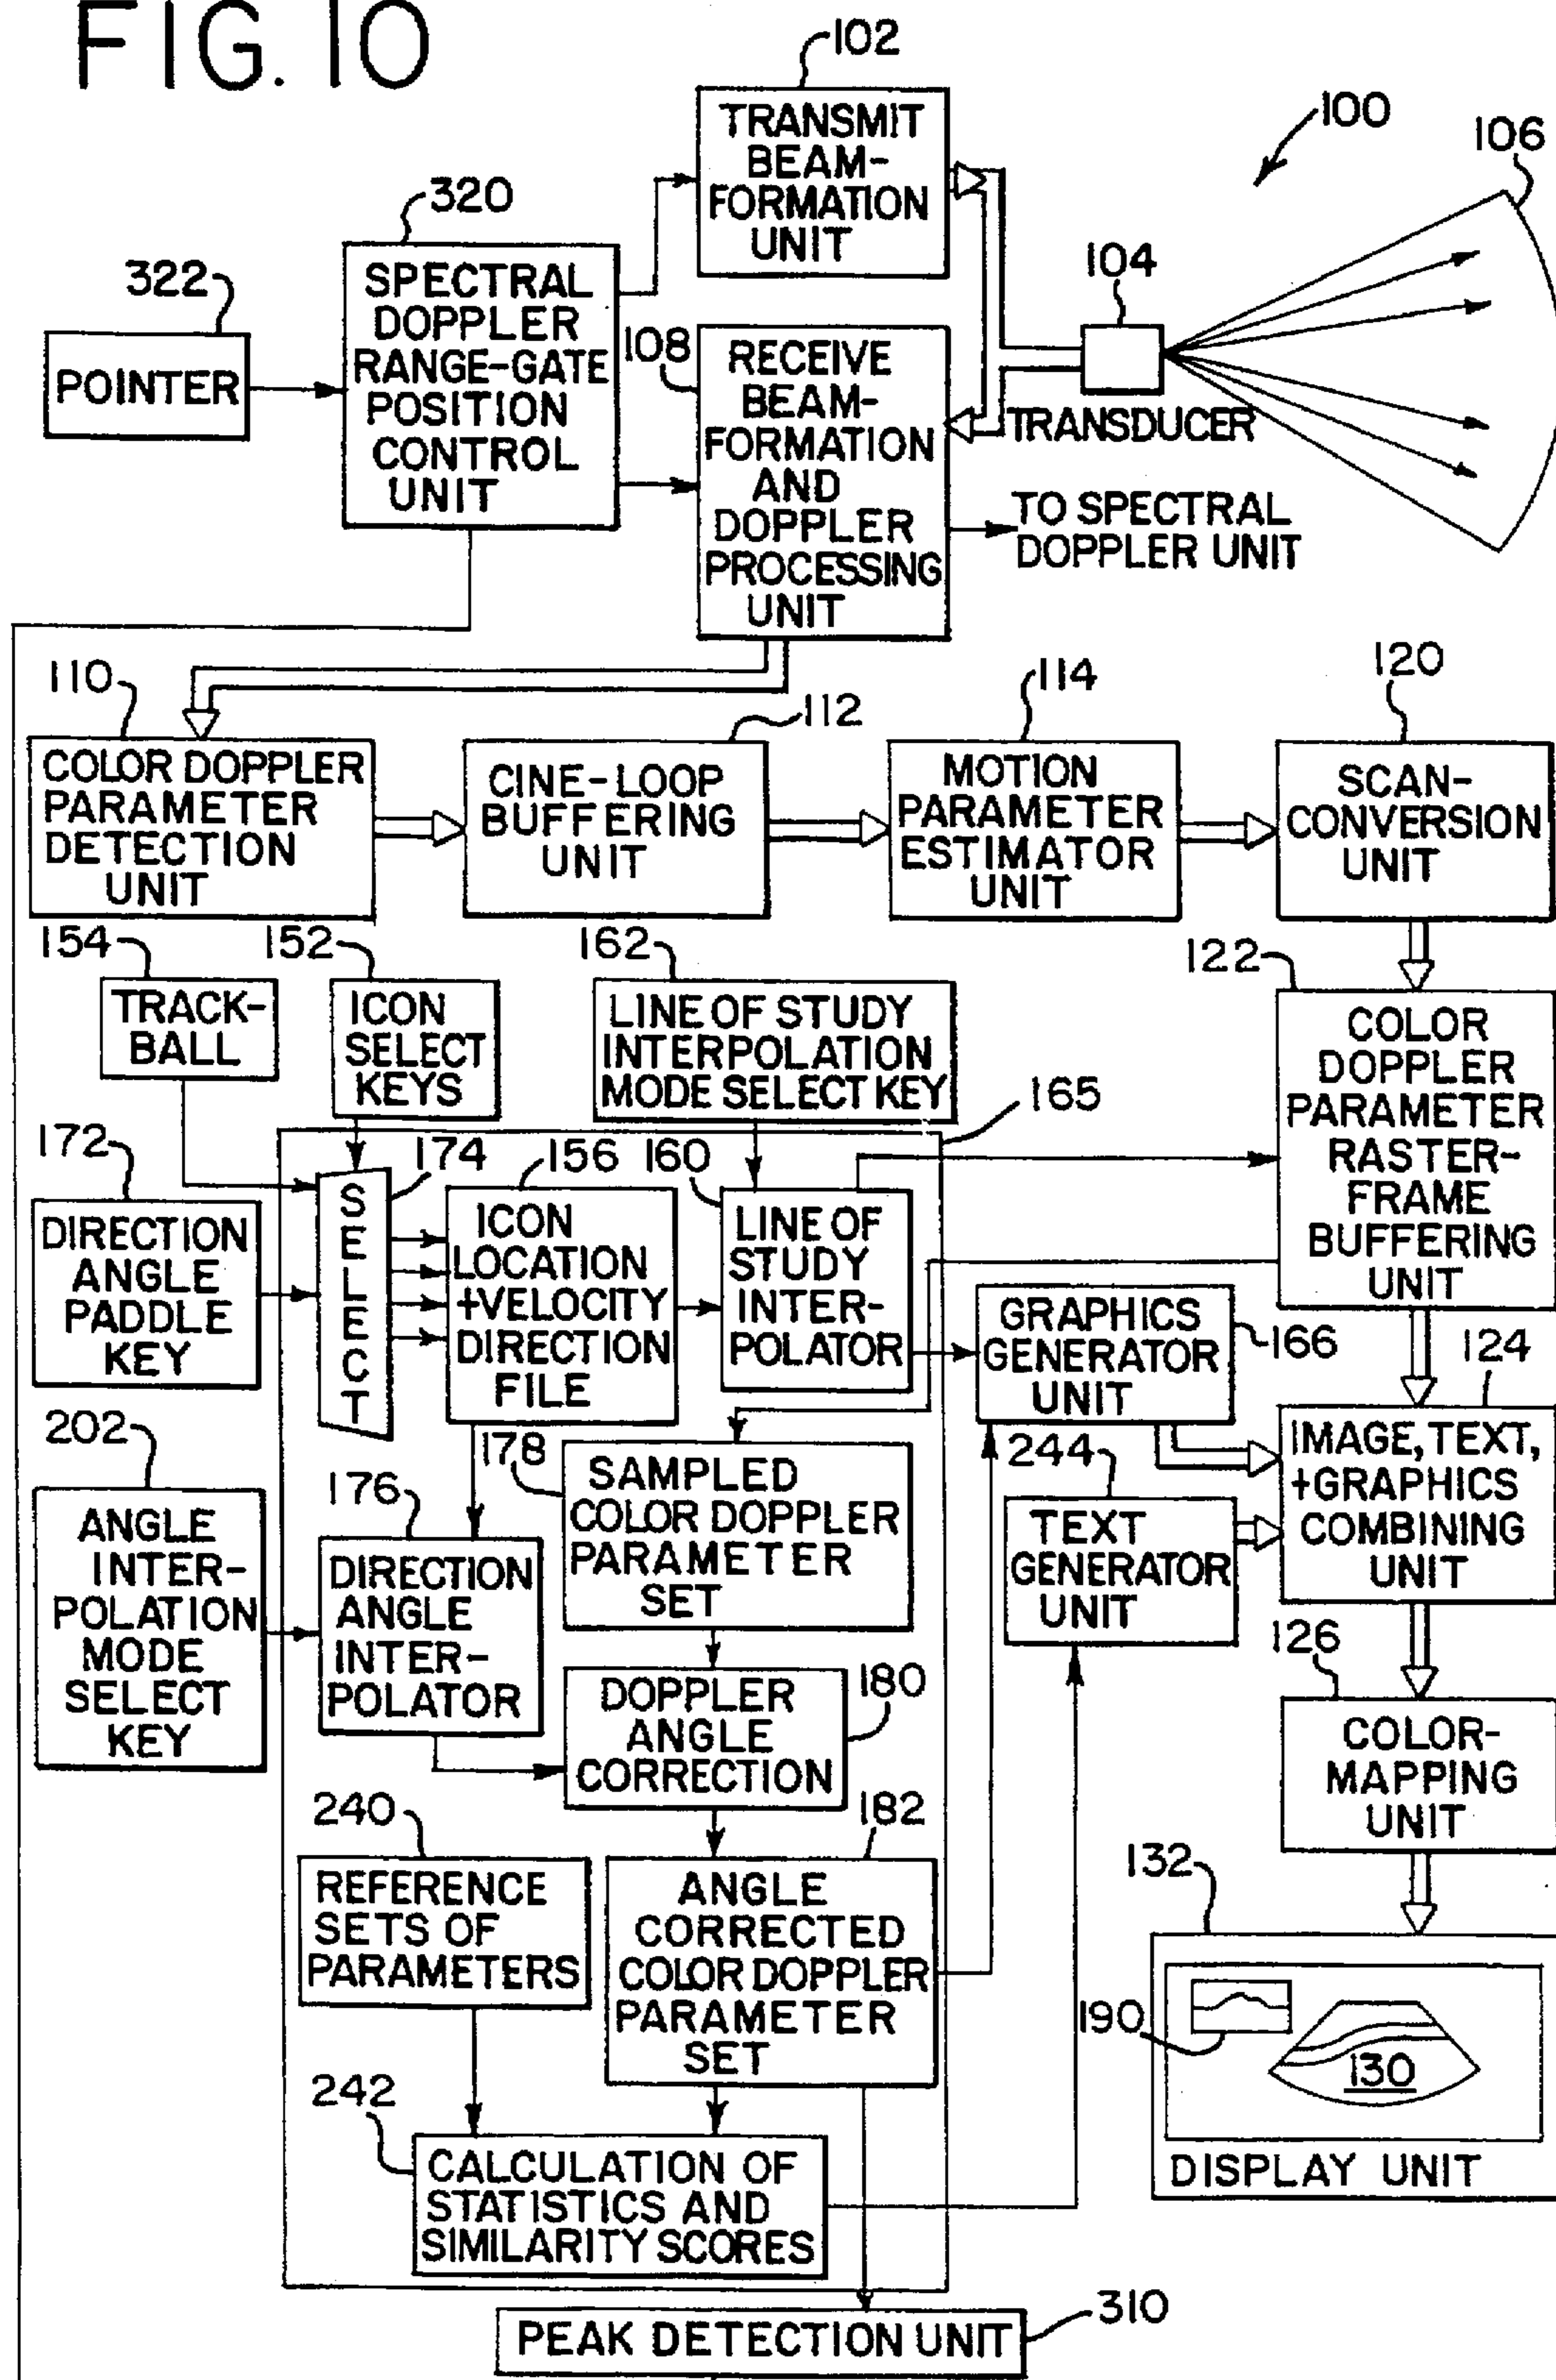 FIG. 10
102
TRANSMIT
BEAM-
FORMATION
UNIT
100
106
320
SPECTRAL
DOPPLER
RANGE-GATE
POSITION
CONTROL
UNIT
322
POINTER
104
TRANSDUCER
108
RECEIVE
BEAM-
FORMATION
AND
DOPPLER
PROCESSING
UNIT
TO SPECTRAL
DOPPLER UNIT
110
COLOR DOPPLER
PARAMETER
DETECTION
UNIT
112
CINE-LOOP
BUFFERING
UNIT
114
MOTION
PARAMETER
ESTIMATOR
UNIT
120
SCAN-
CONVERSION
UNIT
154
TRACK-
BALL
152
ICON
SELECT
KEYS
162
LINE OF STUDY
INTERPOLATION
MODE SELECT KEY
165
122
COLOR
DOPPLER
PARAMETER
RASTER-
FRAME
BUFFERING
UNIT
172
DIRECTION
ANGLE
PADDLE
KEY
174
SELECT
156
ICON
LOCATION
+VELOCITY
DIRECTION
FILE
160
LINE OF
STUDY
INTER-
POLATOR
GRAPHICS
GENERATOR
UNIT
166
124
IMAGE, TEXT,
+GRAPHICS
COMBINING
UNIT
202
ANGLE
INTER-
POLATION
MODE
SELECT
KEY
176
DIRECTION
ANGLE
INTER-
POLATOR
178
SAMPLED
COLOR DOPPLER
PARAMETER
SET
244
TEXT
GENERATOR
UNIT
126
COLOR-
MAPPING
UNIT
DOPPLER
ANGLE
CORRECTION
180
240
REFERENCE
SETS OF
PARAMETERS
182
ANGLE
CORRECTED
COLOR DOPPLER
PARAMETER
SET
132
190
130
DISPLAY UNIT
242
CALCULATION OF
STATISTICS AND
SIMILARITY SCORES
PEAK DETECTION UNIT
310